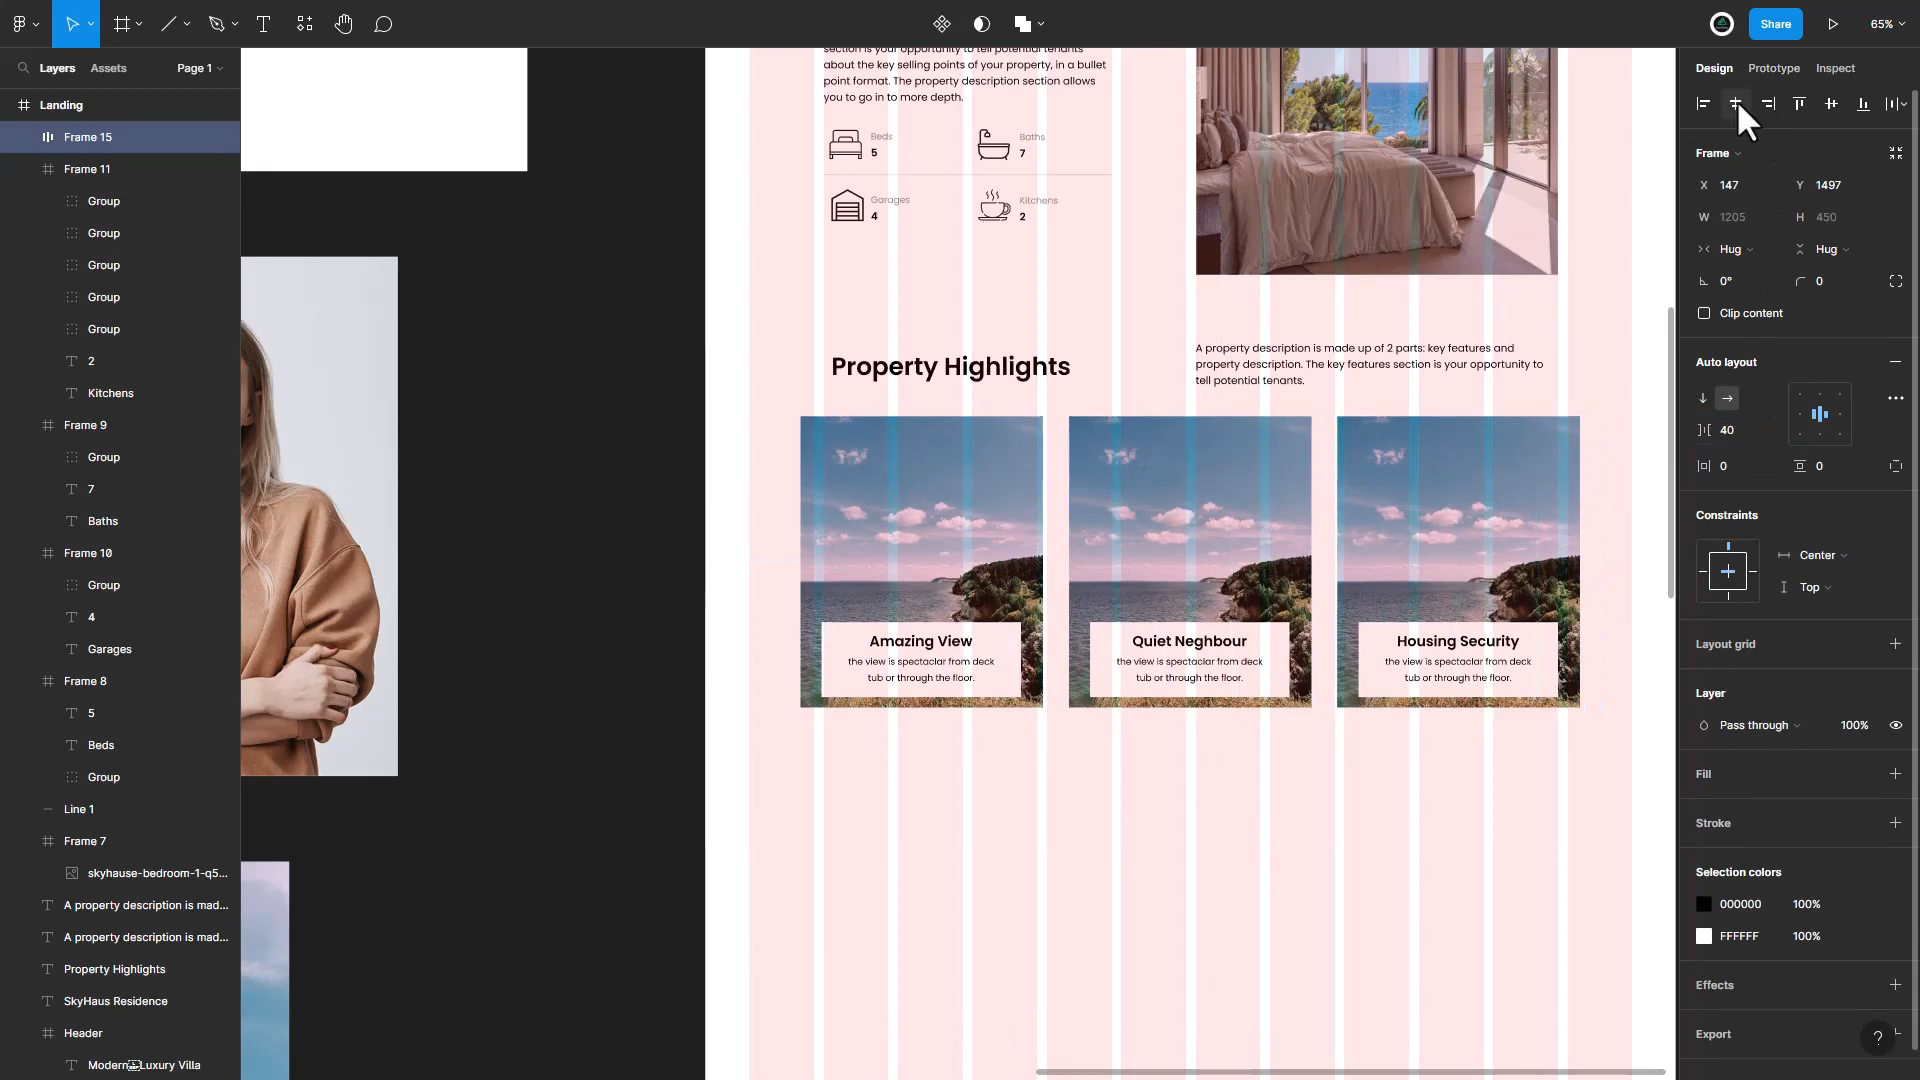 Share
65%
Layers
Assets
Page 1
Landing
Frame 15
Frame 11
Group
Group
Group
Group
Group
2
Kitchens
Frame 9
Group
7
Baths
Frame 10
Group
4
Garages
Frame 8
5
Beds
Group
Line 1
Frame 7
skyhause-bedroom-1-q5...
A property description is mad...
A property description is mad...
Property Highlights
SkyHaus Residence
Header
Modern Luxury Villa
section is your opportunity to tell potential tenants
about the key selling points of your property, in a bullet
point format. The property description section allows
you to go in to more depth.
Beds
5
Baths
7
Garages
4
Kitchens
2
Property Highlights
A property description is made up of 2 parts: key features and
property description. The key features section is your opportunity to
tell potential tenants.
Amazing View
the view is spectaclar from deck
tub or through the floor.
Quiet Neghbour
the view is spectaclar from deck
tub or through the floor.
Housing Security
the view is spectaclar from deck
tub or through the floor.
Design
Prototype
Inspect
Frame
X 147
Y 1497
W 1205
H 450
Hug
Hug
0°
0
Clip content
Auto layout
40
0
0
Constraints
Center
Top
Layout grid
Layer
Pass through
100%
Fill
Stroke
Selection colors
000000 100%
FFFFFF 100%
Effects
Export
?